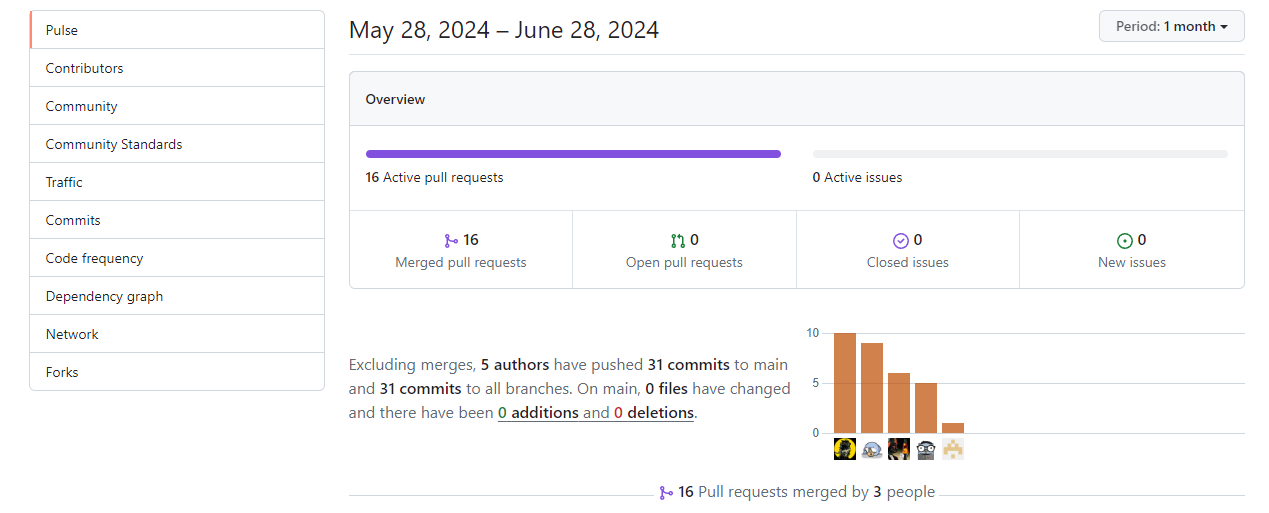 Pulse
Contributors
Community
Community Standards
Traffic
Commits
Code frequency
Dependency graph
Network
Forks
May 28, 2024 – June 28, 2024
Period: 1 month
Overview
16 Active pull requests
0 Active issues
16
Merged pull requests
0
Open pull requests
0
Closed issues
0
New issues
Excluding merges, 5 authors have pushed 31 commits to main
and 31 commits to all branches. On main, 0 files have changed
and there have been 0 additions and 0 deletions.
10
5
0
16 Pull requests merged by 3 people